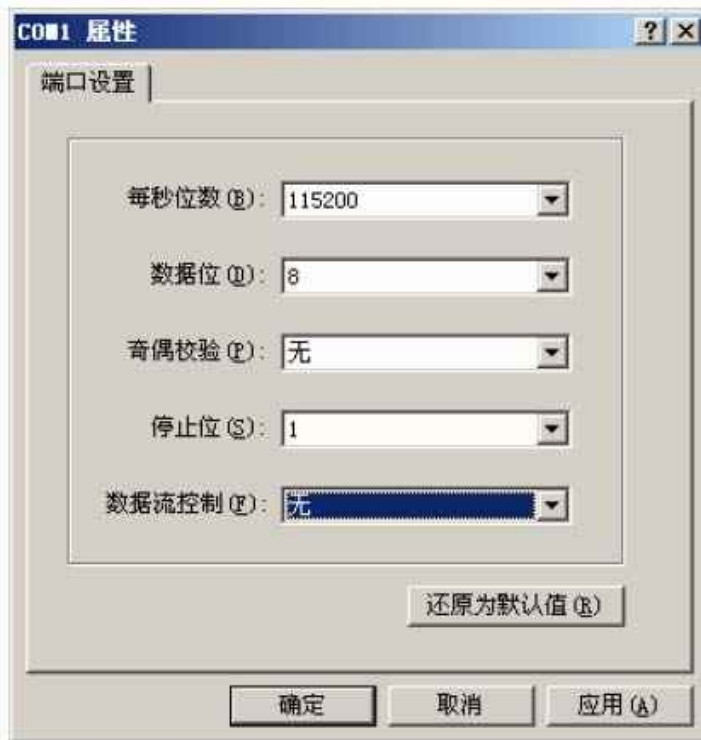 COM1 属性
端口设置
每秒位数(B): 115200
数据位(D): 8
奇偶校验(P): 无
停止位(S): 1
数据流控制(F): 无
还原为默认值(R)
确定 取消 应用(A)